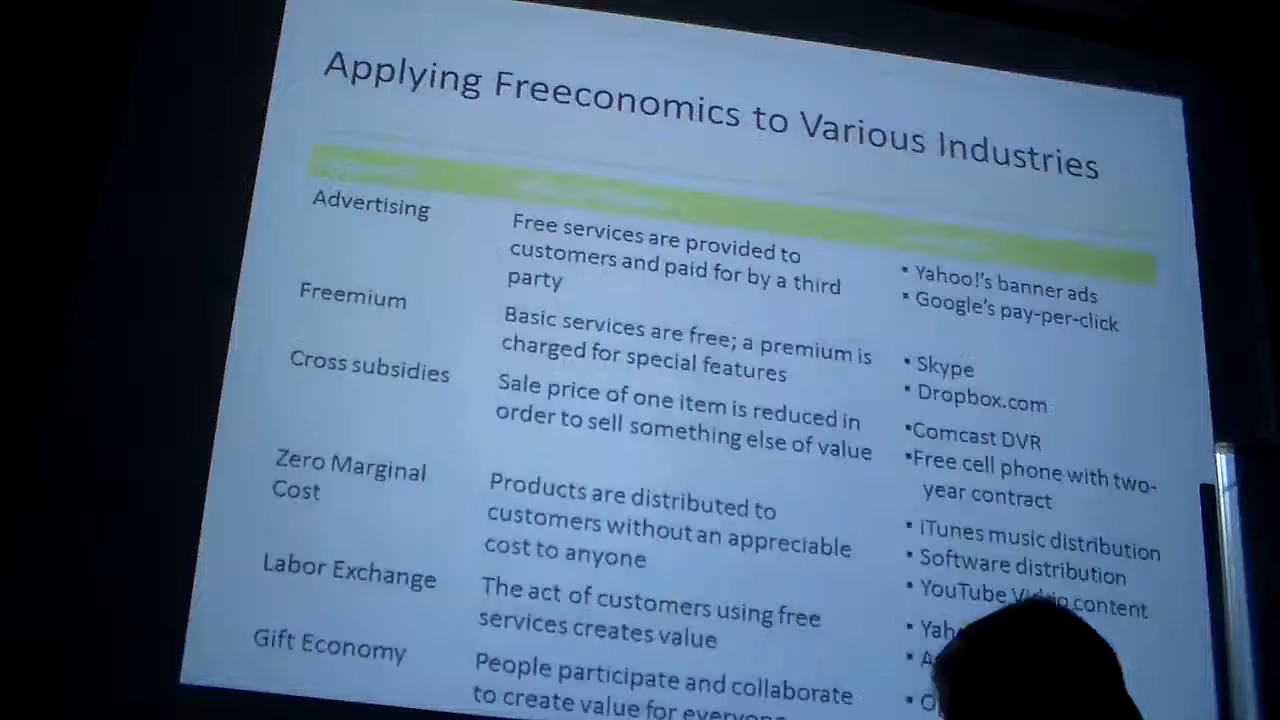 Applying Freeconomics to Various Industries
Advertising
Free services are provided to
customers and paid for by a third
party
• Yahoo!'s banner ads
• Google's pay-per-click
Freemium
Basic services are free; a premium is
charged for special features
• Skype
• Dropbox.com
Cross subsidies
Sale price of one item is reduced in
order to sell something else of value
•Comcast DVR
•Free cell phone with two-
year contract
Zero Marginal
Cost
Products are distributed to
customers without an appreciable
cost to anyone
• iTunes music distribution
• Software distribution
• YouTube Video content
Labor Exchange
The act of customers using free
services creates value
Gift Economy
People participate and collaborate
to create value for everyone